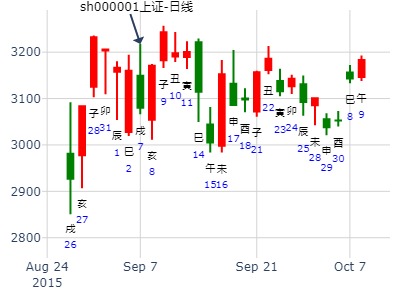 sh000001上证-日线
3200
3100
3000
2900
2800
戌
26
亥
27
子
28
卯
31
辰
1
巳
2
戌
7
亥
8
子
9
丑
10
寅
11
巳
14
午
15
未
16
申
17
酉
18
子
21
丑
22
寅
23
卯
24
辰
25
未
28
申
29
酉
30
巳
8
午
9
Aug 24
2015
Sep 7
Sep 21
Oct 7